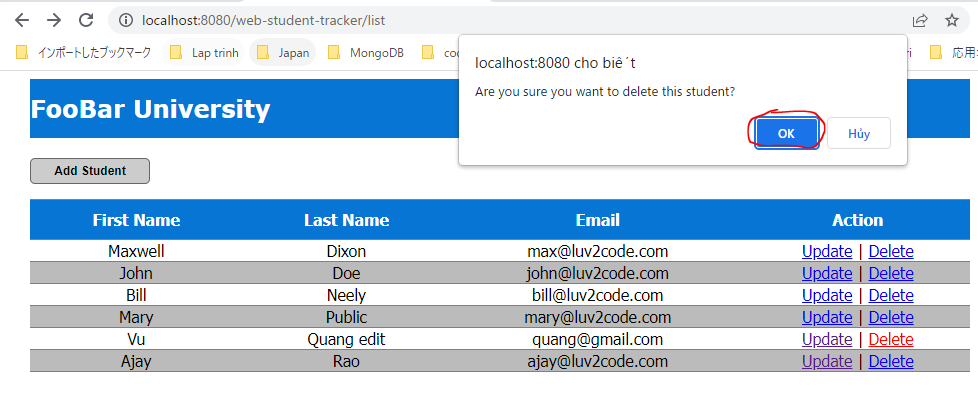 localhost:8080/web-student-tracker/list
インポートしたブックマーク Lap trinh Japan MongoDB
localhost:8080 cho biê´t
Are you sure you want to delete this student?
OK Hủy
FooBar University
Add Student
First Name Last Name Email Action
Maxwell Dixon max@luv2code.com Update | Delete
John Doe john@luv2code.com Update | Delete
Bill Neely bill@luv2code.com Update | Delete
Mary Public mary@luv2code.com Update | Delete
Vu Quang edit quang@gmail.com Update | Delete
Ajay Rao ajay@luv2code.com Update | Delete